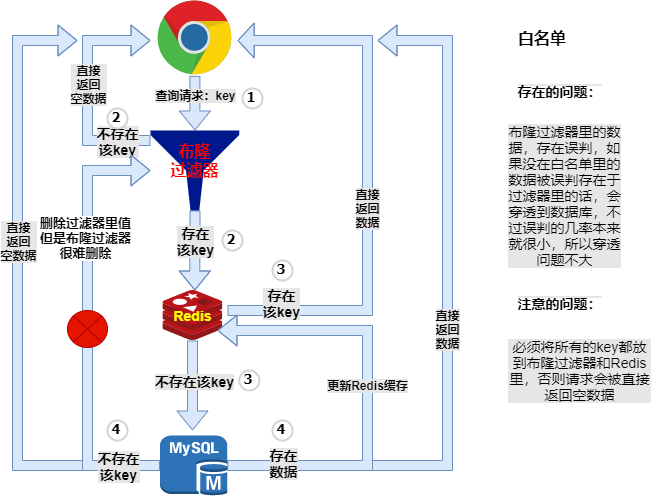 白名单
直接
返回
空数据
查询请求：key
1
存在的问题：
2
不存在
该key
布隆
过滤器
布隆过滤器里的数
据，存在误判，如
果没在白名单里的
数据被误判存在于
过滤器里的话，会
穿透到数据库，不
过误判的几率本来
就很小，所以穿透
问题不大
直接
返回
数据
删除过滤器里值
但是布隆过滤器
很难删除
直接
返回
空数据
存在
该key
2
3
存在
该key
注意的问题：
Redis
直接
返回
数据
必须将所有的key都放
到布隆过滤器和Redis
里，否则请求会被直接
返回空数据
不存在该key
3
更新Redis缓存
4
不存在
该key
MySQL
M
4
存在
数据